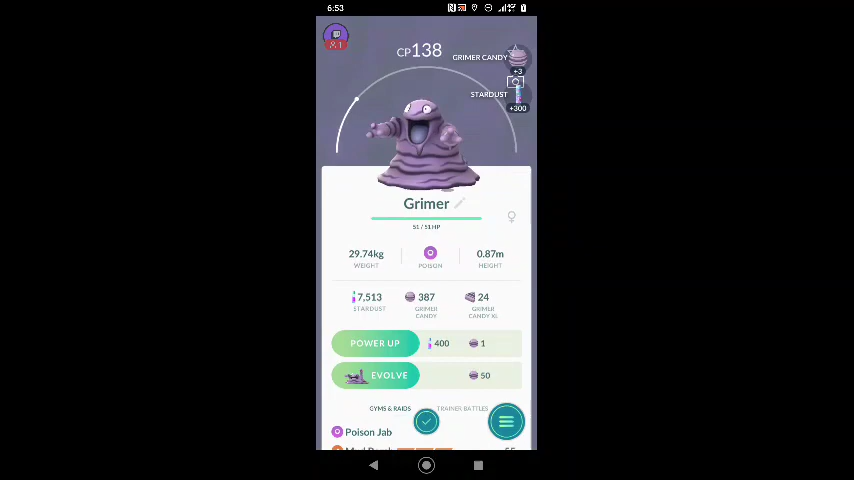 6:53
1
CP138
GRIMER CANDY
+3
STARDUST
+300
Grimer
51 / 51 HP
29.74kg
WEIGHT
POISON
0.87m
HEIGHT
7,513
STARDUST
387
GRIMER
CANDY
24
GRIMER
CANDY XL
POWER UP
400
1
EVOLVE
50
GYMS & RAIDS
TRAINER BATTLES
Poison Jab
55